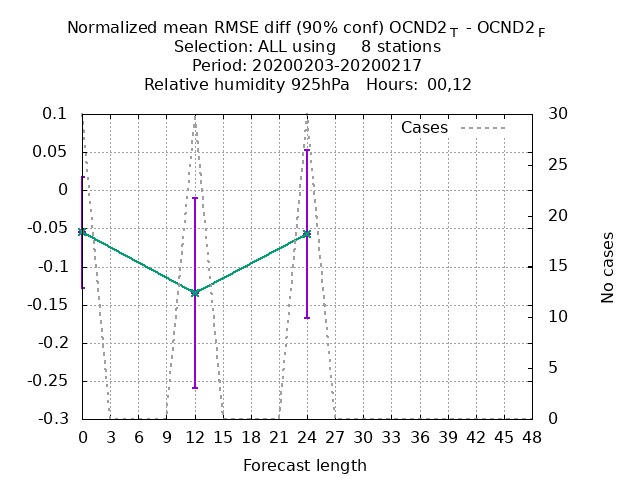 Normalized mean RMSE diff (90% conf) OCND2 T - OCND2 F
Selection: ALL using 8 stations
Period: 20200203-20200217
Relative humidity 925hPa Hours: 00,12
0.1
0.05
0
-0.05
-0.1
-0.15
-0.2
-0.25
-0.3
Cases
30
25
20
15
10
5
0
No cases
0 3 6 9 12 15 18 21 24 27 30 33 36 39 42 45 48
Forecast length